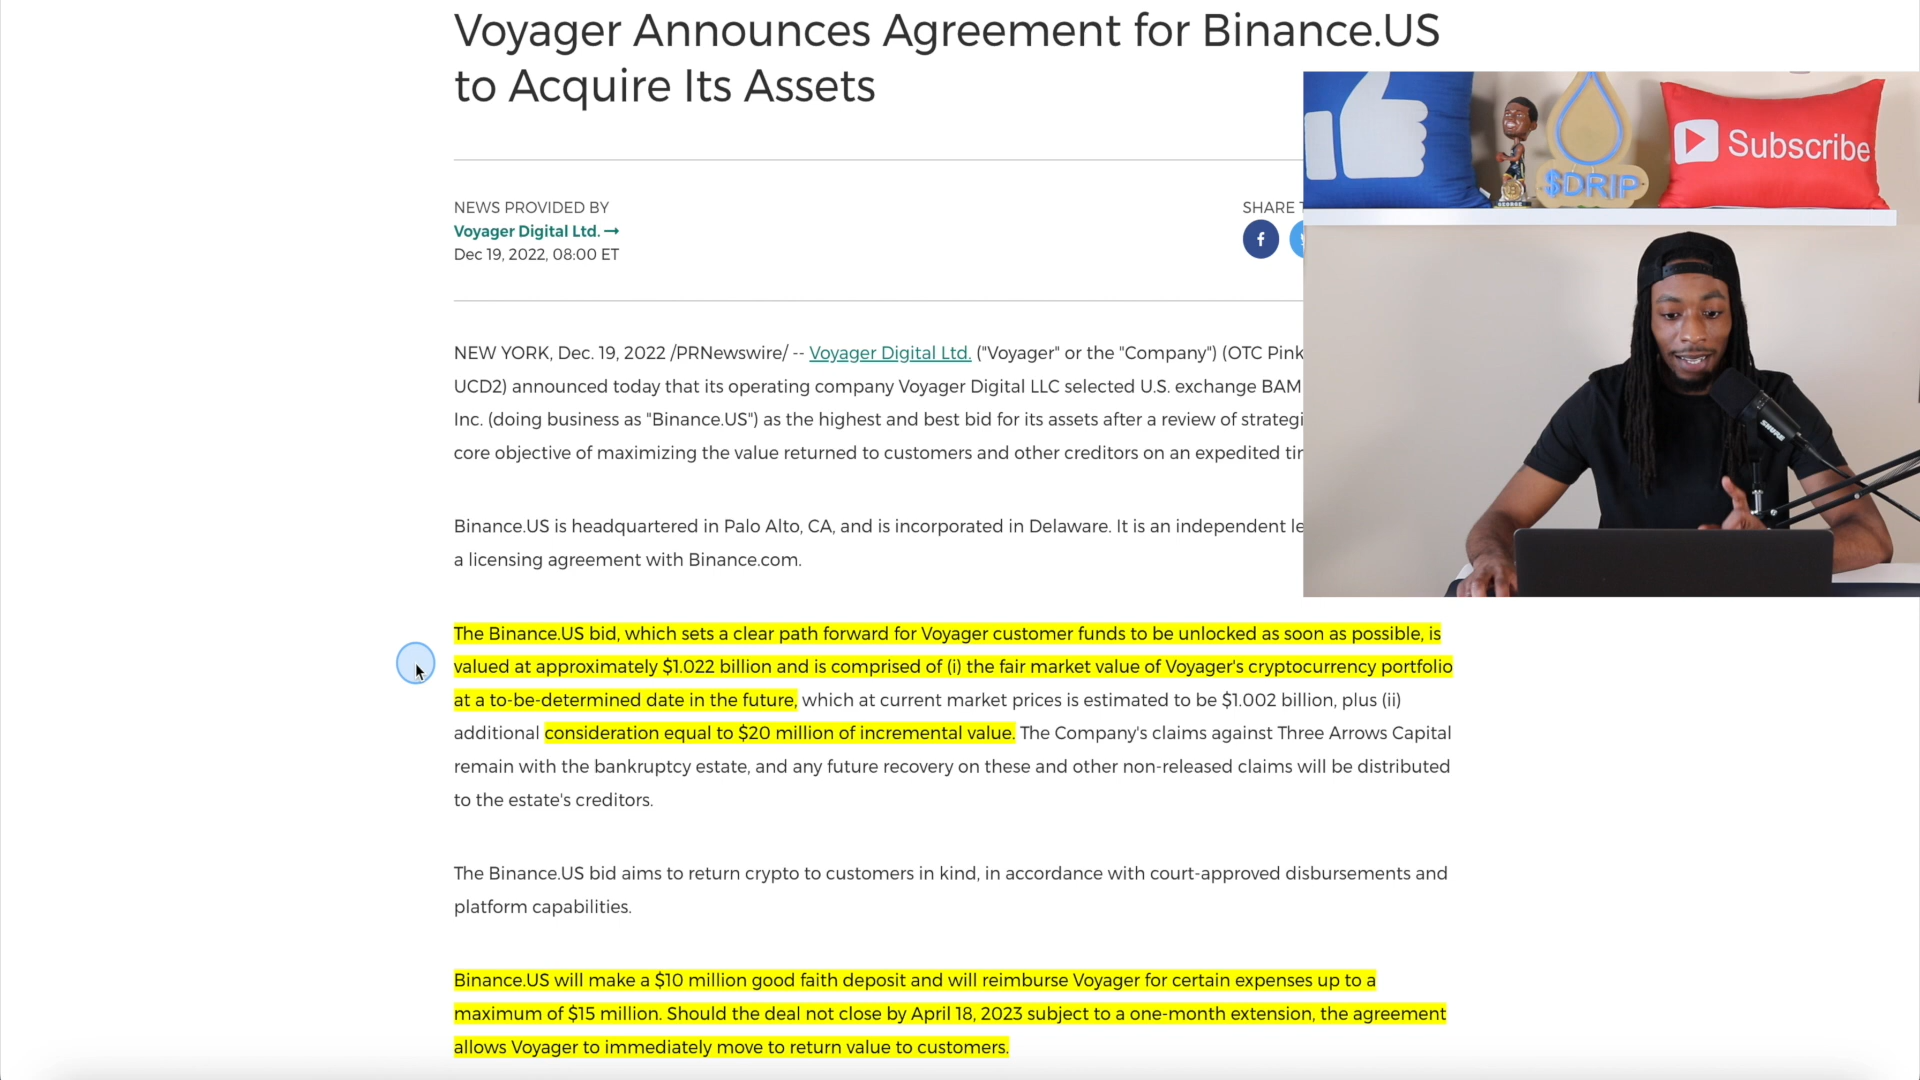 Voyager Announces Agreement for Binance.US
to Acquire Its Assets
NEWS PROVIDED BY
Voyager Digital Ltd. →
Dec 19, 2022, 08:00 ET
SHARE
f
Subscribe
$DRIP
NEW YORK, Dec. 19, 2022 /PRNewswire/ -- Voyager Digital Ltd. ("Voyager" or the "Company") (OTC Pink
UCD2) announced today that its operating company Voyager Digital LLC selected U.S. exchange BAM
Inc. (doing business as "Binance.US") as the highest and best bid for its assets after a review of
core objective of maximizing the value returned to customers and other creditors on an expedited
Binance.US is headquartered in Palo Alto, CA, and is incorporated in Delaware. It is an independent
a licensing agreement with Binance.com.
SHURE
The Binance.US bid, which sets a clear path forward for Voyager customer funds to be unlocked as soon as possible, is
valued at approximately $1.022 billion and is comprised of (i) the fair market value of Voyager's cryptocurrency portfolio
at a to-be-determined date in the future, which at current market prices is estimated to be $1.002 billion, plus (ii)
additional consideration equal to $20 million of incremental value. The Company's claims against Three Arrows Capital
remain with the bankruptcy estate, and any future recovery on these and other non-released claims will be distributed
to the estate's creditors.
The Binance.US bid aims to return crypto to customers in kind, in accordance with court-approved disbursements and
platform capabilities.
Binance.US will make a $10 million good faith deposit and will reimburse Voyager for certain expenses up to a
maximum of $15 million. Should the deal not close by April 18, 2023 subject to a one-month extension, the agreement
allows Voyager to immediately move to return value to customers.